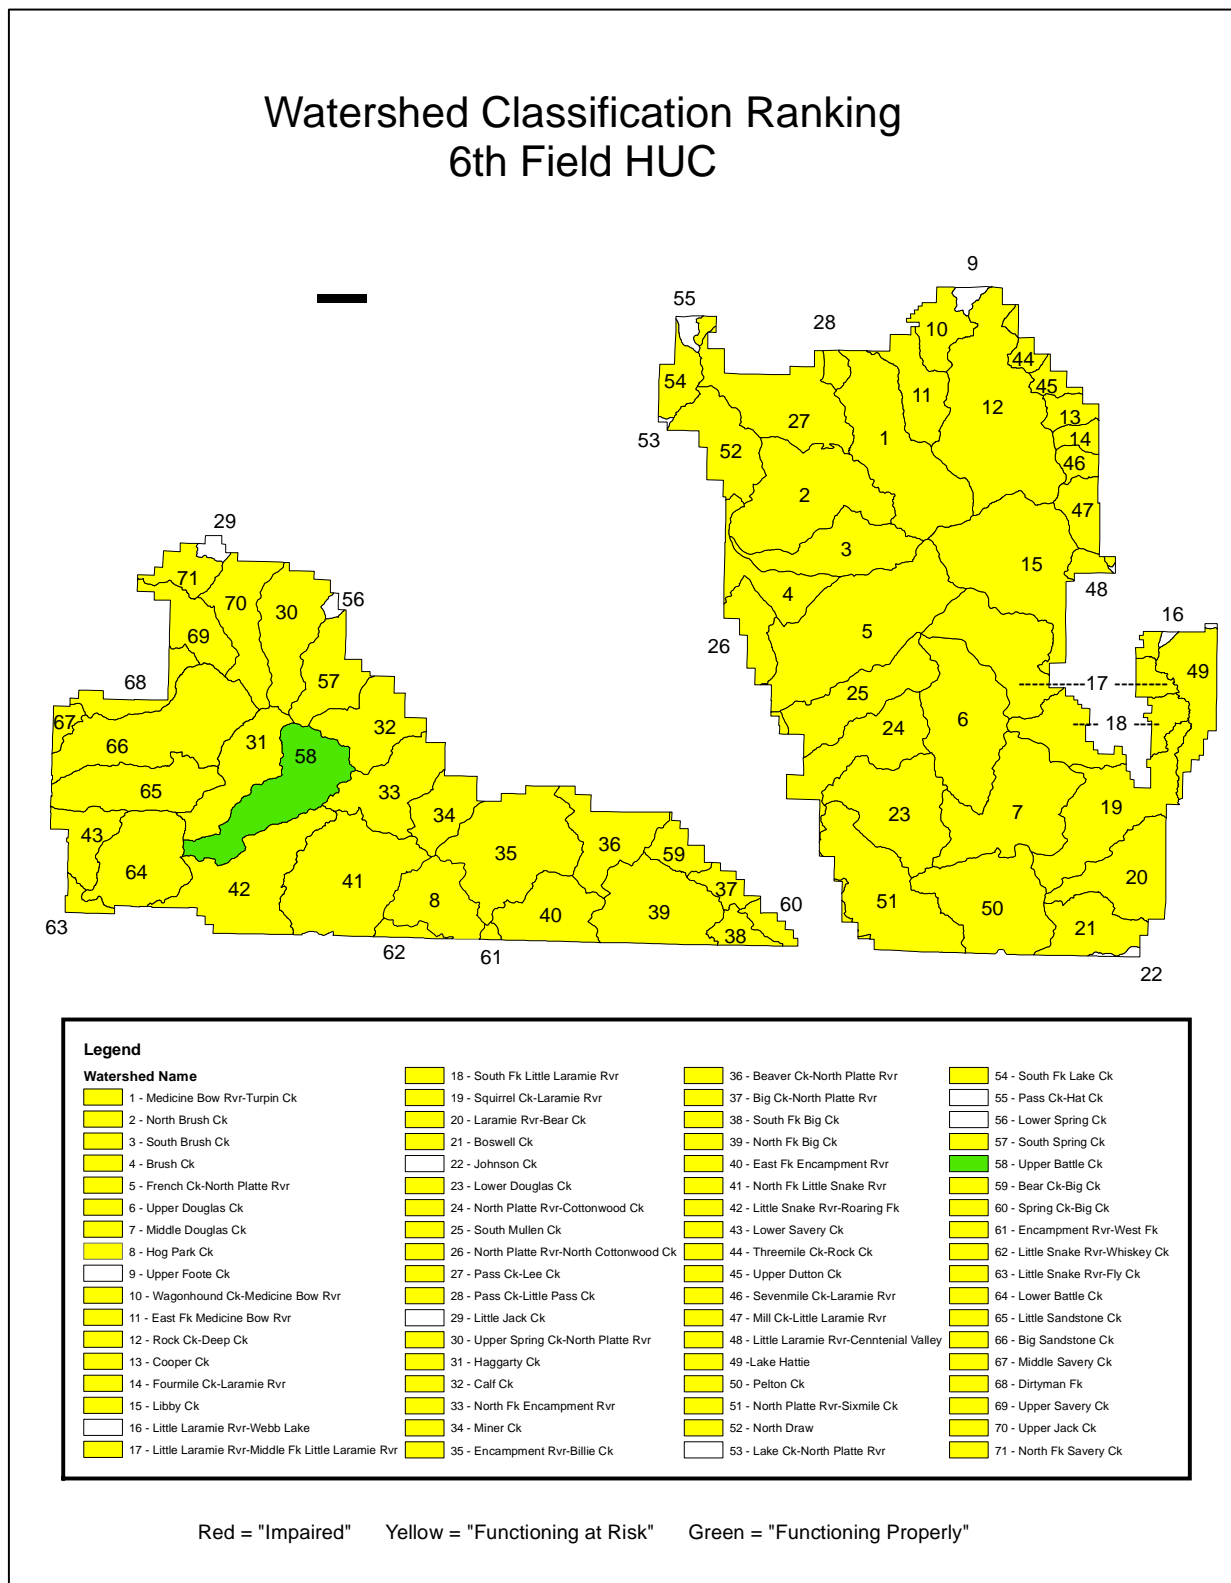 Watershed Classification Ranking
6th Field HUC
9
55
28
10
44
54
45
11
12
13
27
53
1
14
52
46
2
47
29
3
15
71
48
70
30
56
4
16
69
5
26
49
68
57
17
25
67
32
6
18
66
31
24
58
65
33
19
34
23
7
43
36
35
59
64
20
41
37
42
8
51
60
39
50
40
63
21
38
62
61
22
Legend
Watershed Name
1 - Medicine Bow Rvr-Turpin Ck
2 - North Brush Ck
3 - South Brush Ck
4 - Brush Ck
5 - French Ck-North Platte Rvr
6 - Upper Douglas Ck
7 - Middle Douglas Ck
8 - Hog Park Ck
9 - Upper Foote Ck
10 - Wagonhound Ck-Medicine Bow Rvr
11 - East Fk Medicine Bow Rvr
12 - Rock Ck-Deep Ck
13 - Cooper Ck
14 - Fourmile Ck-Laramie Rvr
15 - Libby Ck
16 - Little Laramie Rvr-Webb Lake
17 - Little Laramie Rvr-Middle Fk Little Laramie Rvr
18 - South Fk Little Laramie Rvr
19 - Squirrel Ck-Laramie Rvr
20 - Laramie Rvr-Bear Ck
21 - Boswell Ck
22 - Johnson Ck
23 - Lower Douglas Ck
24 - North Platte Rvr-Cottonwood Ck
25 - South Mullen Ck
26 - North Platte Rvr-North Cottonwood Ck
27 - Pass Ck-Lee Ck
28 - Pass Ck-Little Pass Ck
29 - Little Jack Ck
30 - Upper Spring Ck-North Platte Rvr
31 - Haggarty Ck
32 - Calf Ck
33 - North Fk Encampment Rvr
34 - Miner Ck
35 - Encampment Rvr-Billie Ck
36 - Beaver Ck-North Platte Rvr
37 - Big Ck-North Platte Rvr
38 - South Fk Big Ck
39 - North Fk Big Ck
40 - East Fk Encampment Rvr
41 - North Fk Little Snake Rvr
42 - Little Snake Rvr-Roaring Fk
43 - Lower Savery Ck
44 - Threemile Ck-Rock Ck
45 - Upper Dutton Ck
46 - Sevenmile Ck-Laramie Rvr
47 - Mill Ck-Little Laramie Rvr
48 - Little Laramie Rvr-Cenntenial Valley
49 -Lake Hattie
50 - Pelton Ck
51 - North Platte Rvr-Sixmile Ck
52 - North Draw
53 - Lake Ck-North Platte Rvr
54 - South Fk Lake Ck
55 - Pass Ck-Hat Ck
56 - Lower Spring Ck
57 - South Spring Ck
58 - Upper Battle Ck
59 - Bear Ck-Big Ck
60 - Spring Ck-Big Ck
61 - Encampment Rvr-West Fk
62 - Little Snake Rvr-Whiskey Ck
63 - Little Snake Rvr-Fly Ck
64 - Lower Battle Ck
65 - Little Sandstone Ck
66 - Big Sandstone Ck
67 - Middle Savery Ck
68 - Dirtyman Fk
69 - Upper Savery Ck
70 - Upper Jack Ck
71 - North Fk Savery Ck
Red = "Impaired" Yellow = "Functioning at Risk" Green = "Functioning Properly"